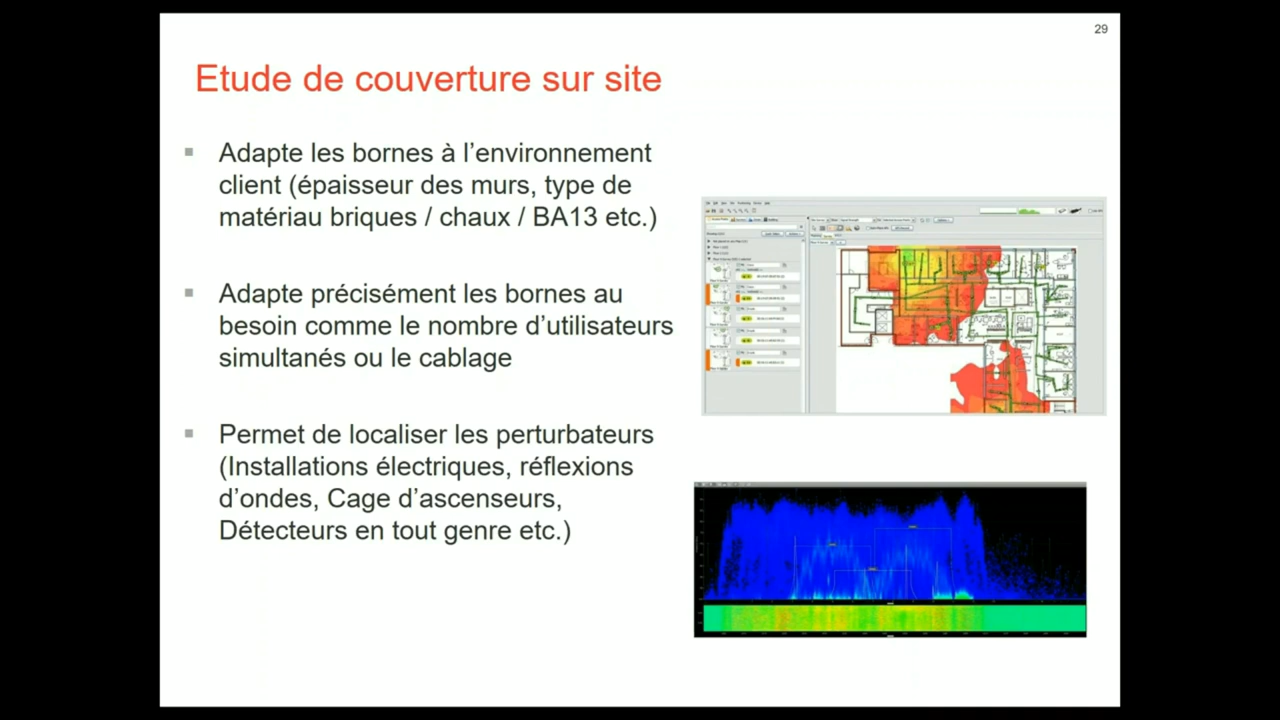 29
Etude de couverture sur site
Adapte les bornes à l’environnement
client (épaisseur des murs, type de
matériau briques / chaux / BA13 etc.)
Adapte précisément les bornes au
besoin comme le nombre d’utilisateurs
simultanés ou le cablage
Permet de localiser les perturbateurs
(Installations électriques, réflexions
d’ondes, Cage d’ascenseurs,
Détecteurs en tout genre etc.)